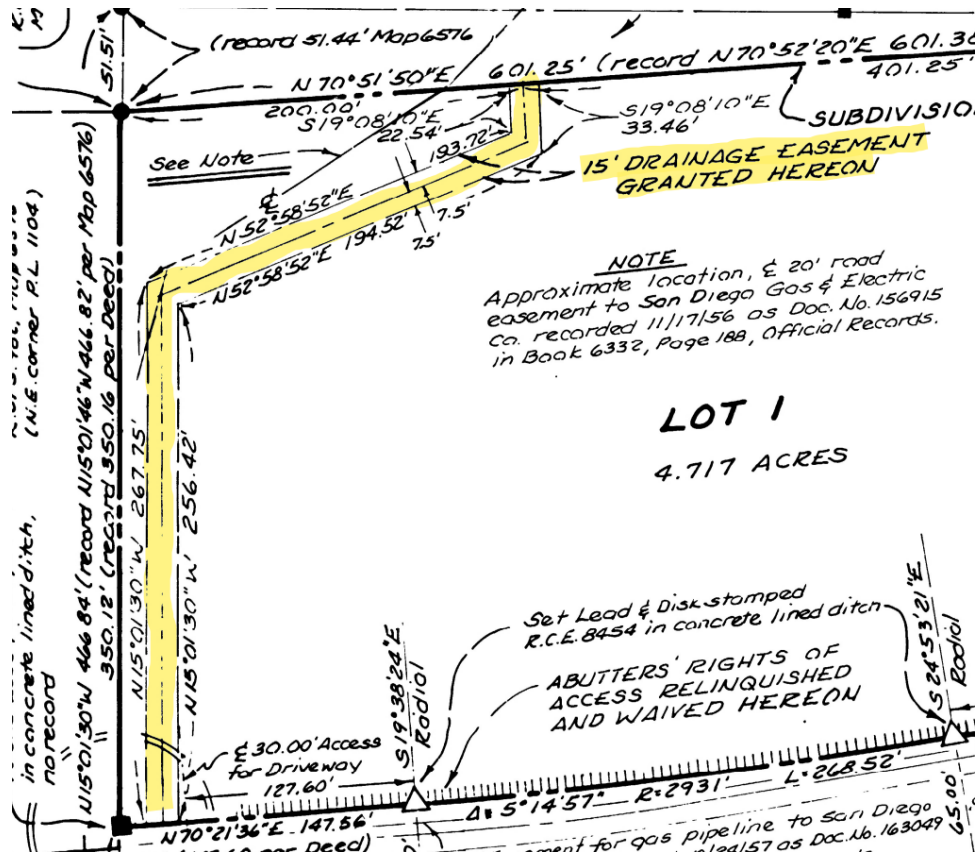 (record 51.44' Map 6576
51.51'
N 70°51'50"E 601.25' (record N70°52'20"E 601.38
200.00'
401.25'
S19°08'10"E
22.54'
S19°08'10"E
33.46'
SUBDIVISION
See Note
193.72'
15' DRAINAGE EASEMENT
GRANTED HEREON
℄
N 52°58'52"E
7.5'
7.5'
N52°58'52"E 194.52'
NOTE
Approximate location, ℄ 20' road
easement to San Diego Gas & Electric
Co. recorded 11/17/56 as Doc. No. 156915
in Book 6332, Page 188, Official Records.
LOT 1
4.717 ACRES
(N.E. corner P.L. 1104)
N15°01'30"W 466.84' (record N15°01'46"W 466.82' per Map 6576)
350.12' (record 350.16 per Deed)
N15°01'30"W 267.75'
N15°01'30"W 256.42'
in concrete lined ditch,
no record
Set Lead & Disk stamped
R.C.E. 8454 in concrete lined ditch
ABUTTERS' RIGHTS OF
ACCESS RELINQUISHED
AND WAIVED HEREON
S19°38'24"E
Radial
S 24°53'21"E
Radial
℄ 30.00' Access
for Driveway
127.60'
N70°21'36"E 147.56'
per Deed)
Δ=5°14'57" R=2931' L=268.52'
65.00
ment for gas pipeline to San Diego
/24/57 as Doc. No. 163049